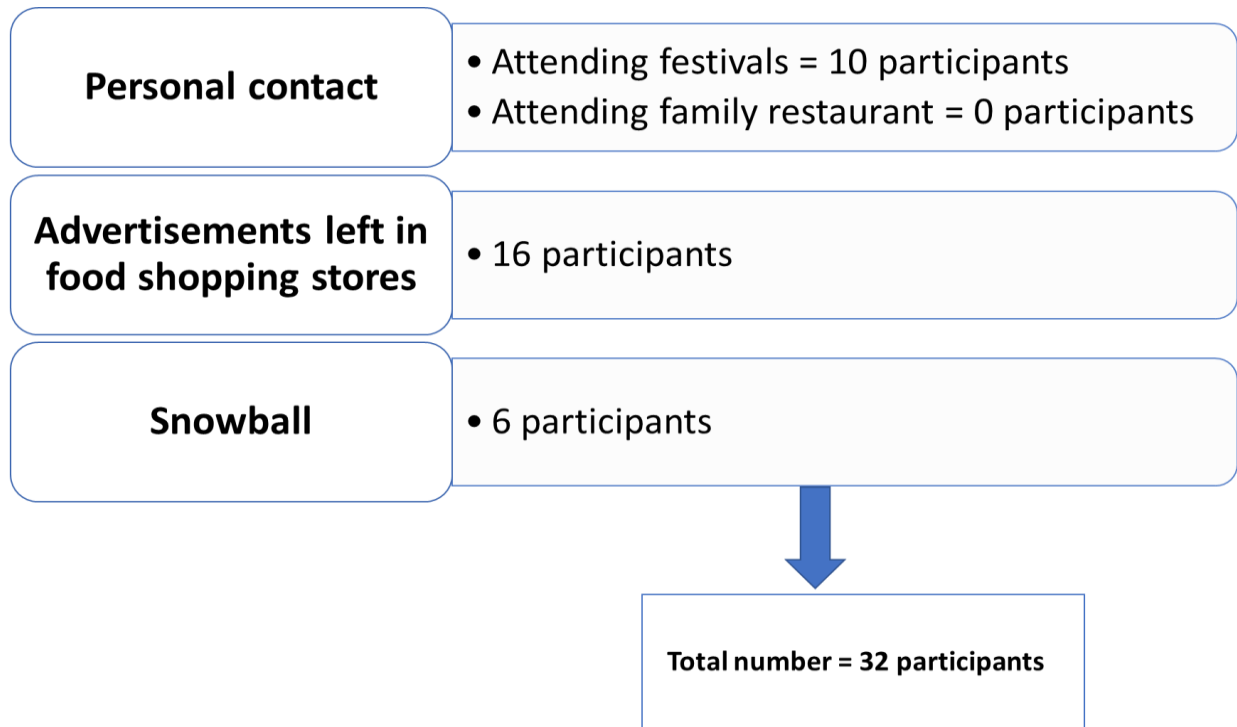 Personal contact
• Attending festivals = 10 participants
• Attending family restaurant = 0 participants
Advertisements left in
food shopping stores
• 16 participants
Snowball
• 6 participants
Total number = 32 participants